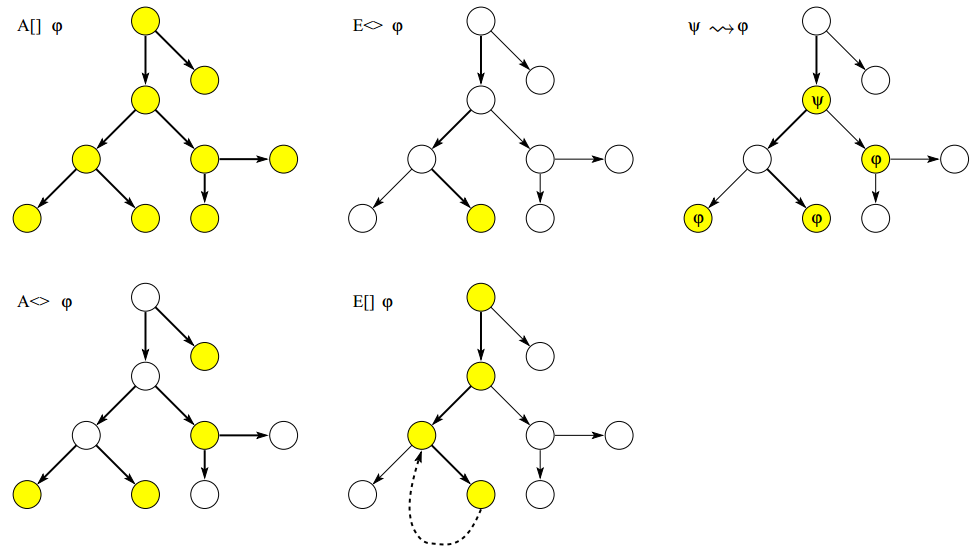 A[] φ
E<> φ
ψ ⇝ φ
ψ
φ
φ
φ
A<> φ
E[] φ